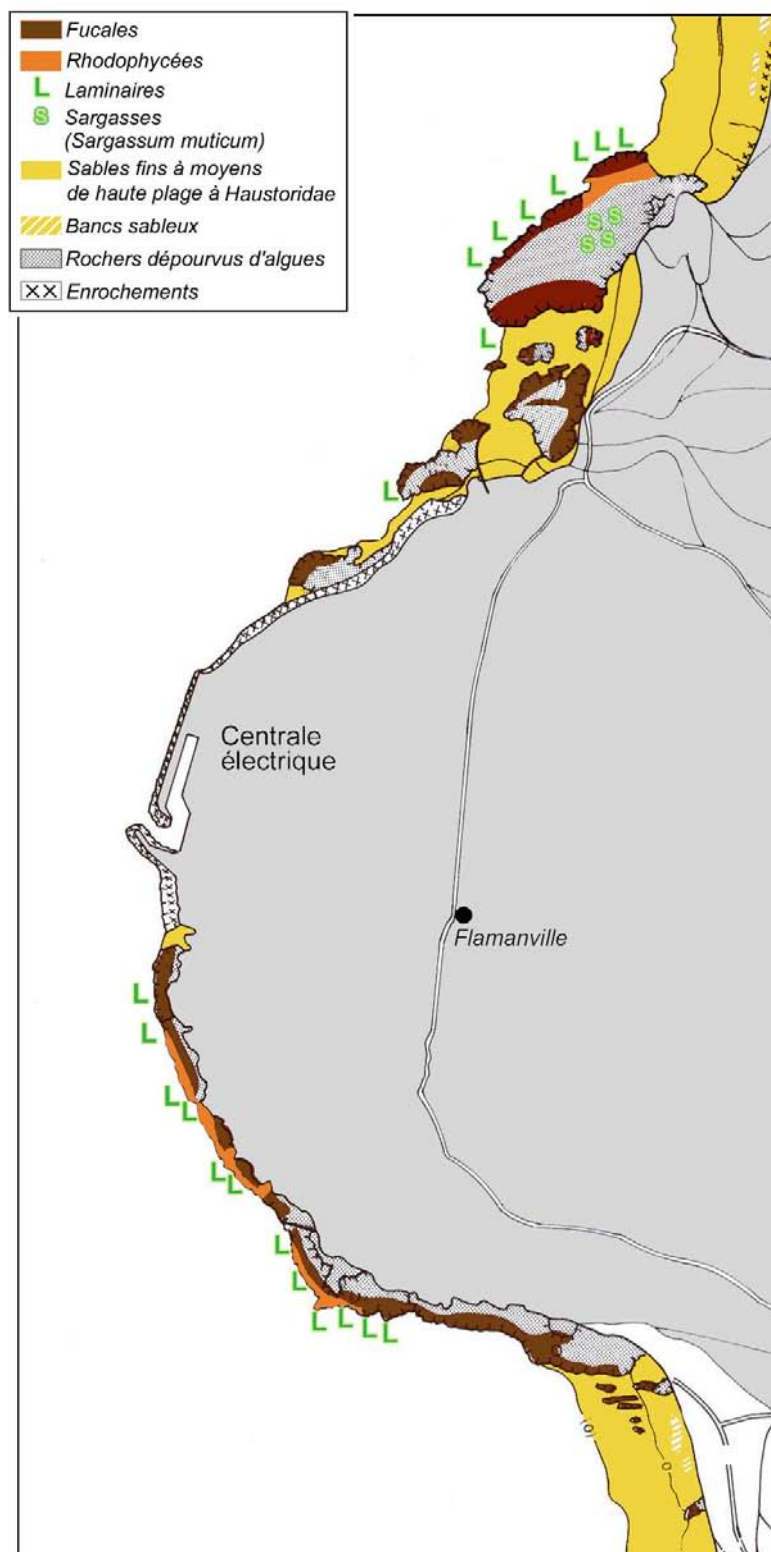 Fucales
Rhodophycées
L Laminaires
S Sargasses
(Sargassum muticum)
Sables fins à moyens
de haute plage à Haustoridae
Bancs sableux
Rochers dépourvus d'algues
Enrochements
L L L
L
L
L
L
S S
S S
L
L
Centrale
électrique
Flamanville
L
L
L L
L L
L
L
L L L L